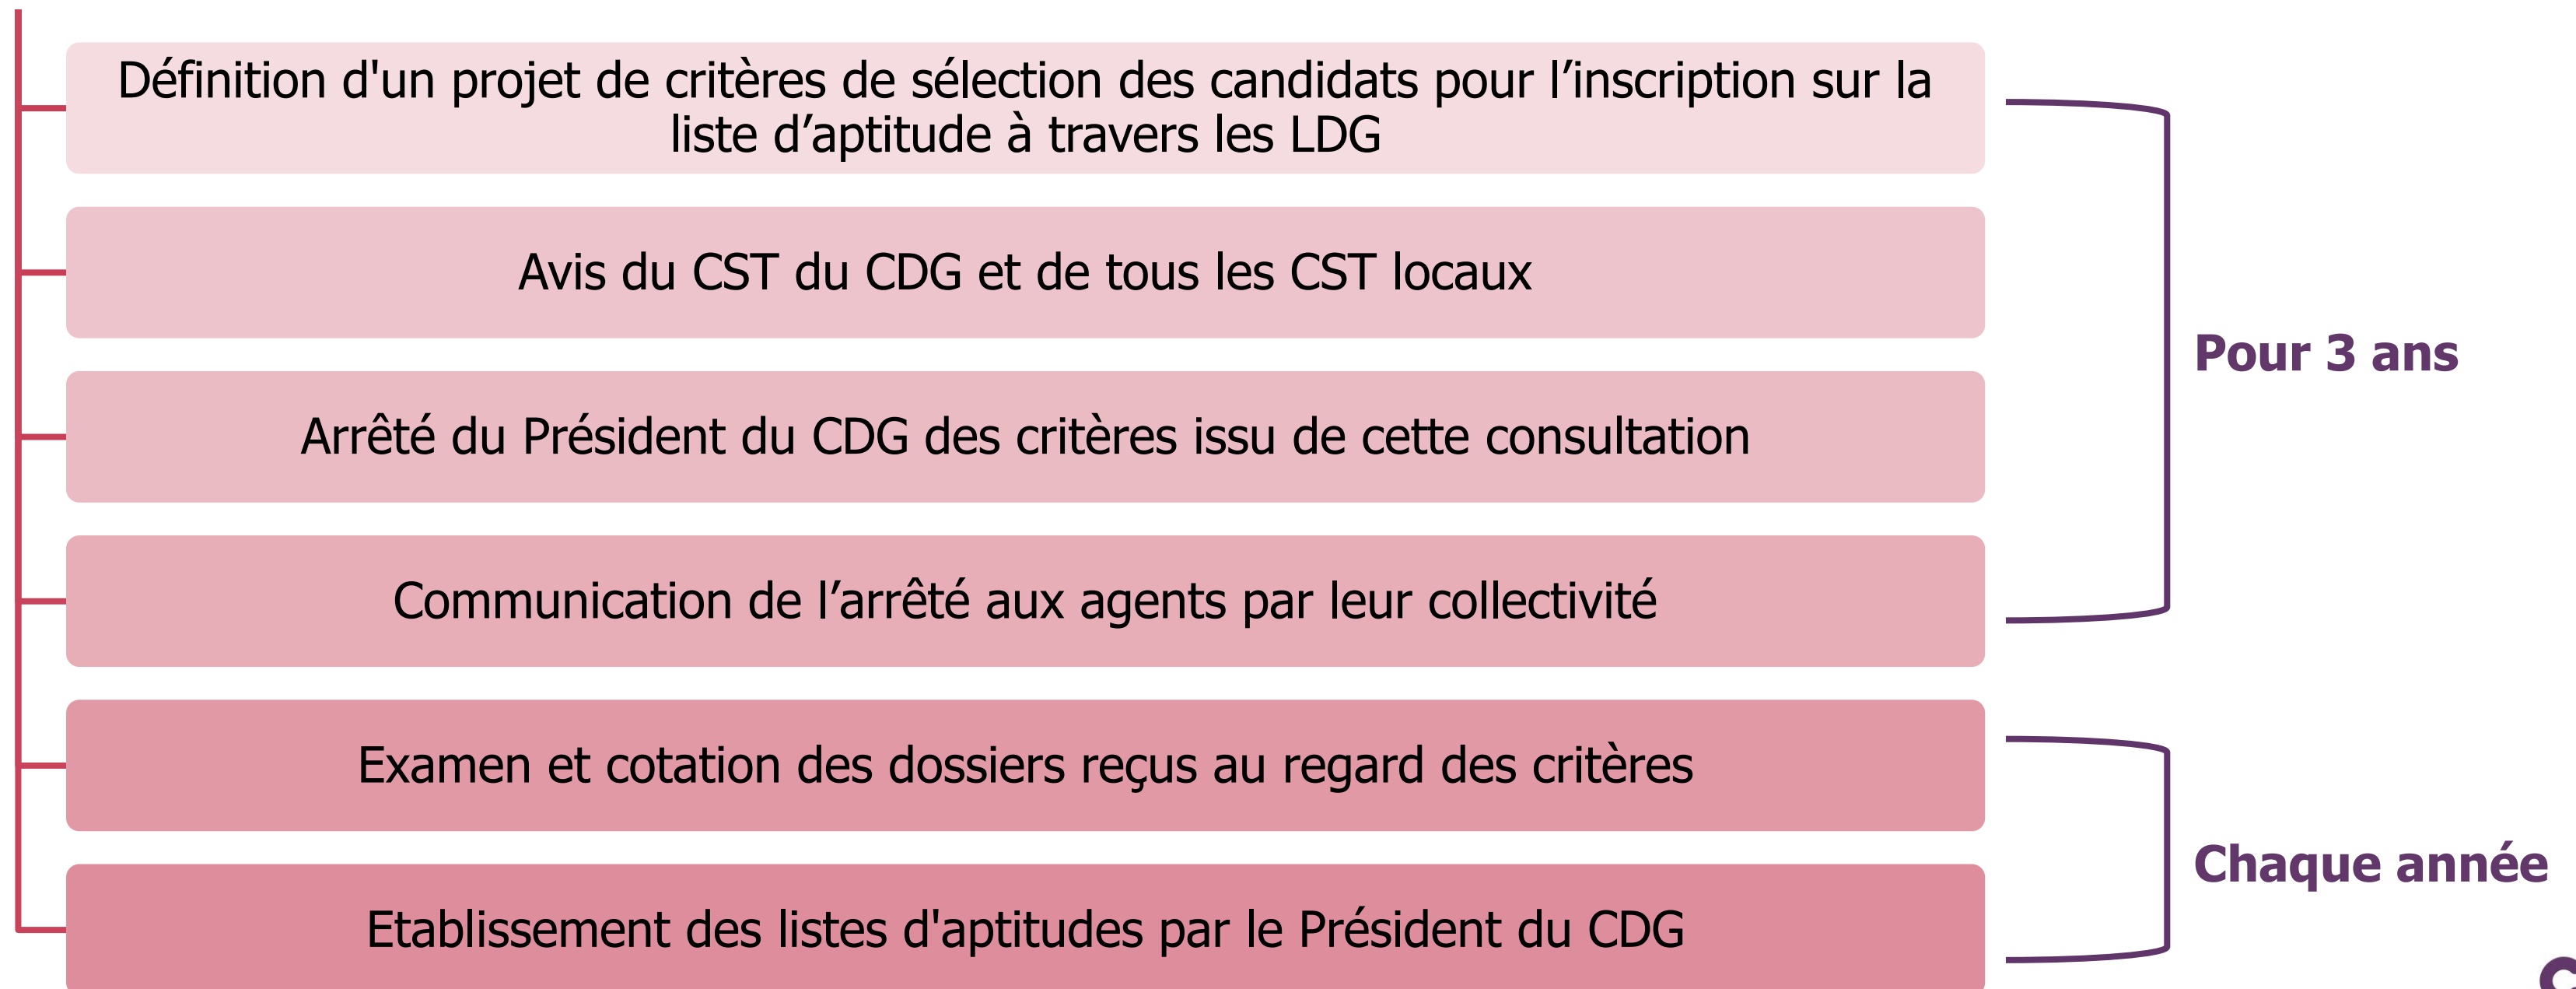 Définition d'un projet de critères de sélection des candidats pour l’inscription sur la
liste d’aptitude à travers les LDG
Avis du CST du CDG et de tous les CST locaux
Arrêté du Président du CDG des critères issu de cette consultation
Communication de l’arrêté aux agents par leur collectivité
Pour 3 ans
Examen et cotation des dossiers reçus au regard des critères
Etablissement des listes d'aptitudes par le Président du CDG
Chaque année